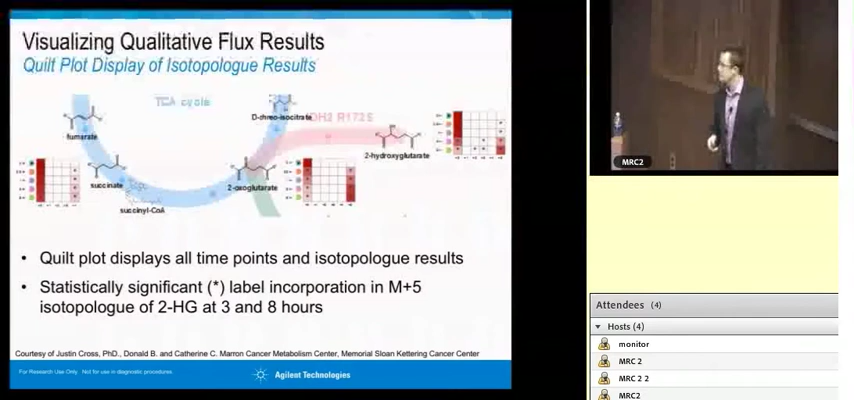 Visualizing Qualitative Flux Results
Quilt Plot Display of Isotopologue Results
TCA cycle
D-threo-isocitrate
IDH2 R172S
fumarate
2-hydroxyglutarate
succinate
2-oxoglutarate
succinyl-CoA
• Quilt plot displays all time points and isotopologue results
• Statistically significant (*) label incorporation in M+5
isotopologue of 2-HG at 3 and 8 hours
Courtesy of Justin Cross, PhD., Donald B. and Catherine C. Marron Cancer Metabolism Center, Memorial Sloan Kettering Cancer Center
For Research Use Only. Not for use in diagnostic procedures.
Agilent Technologies
MRC2
Attendees (4)
Hosts (4)
monitor
MRC 2
MRC 2 2
MRC2